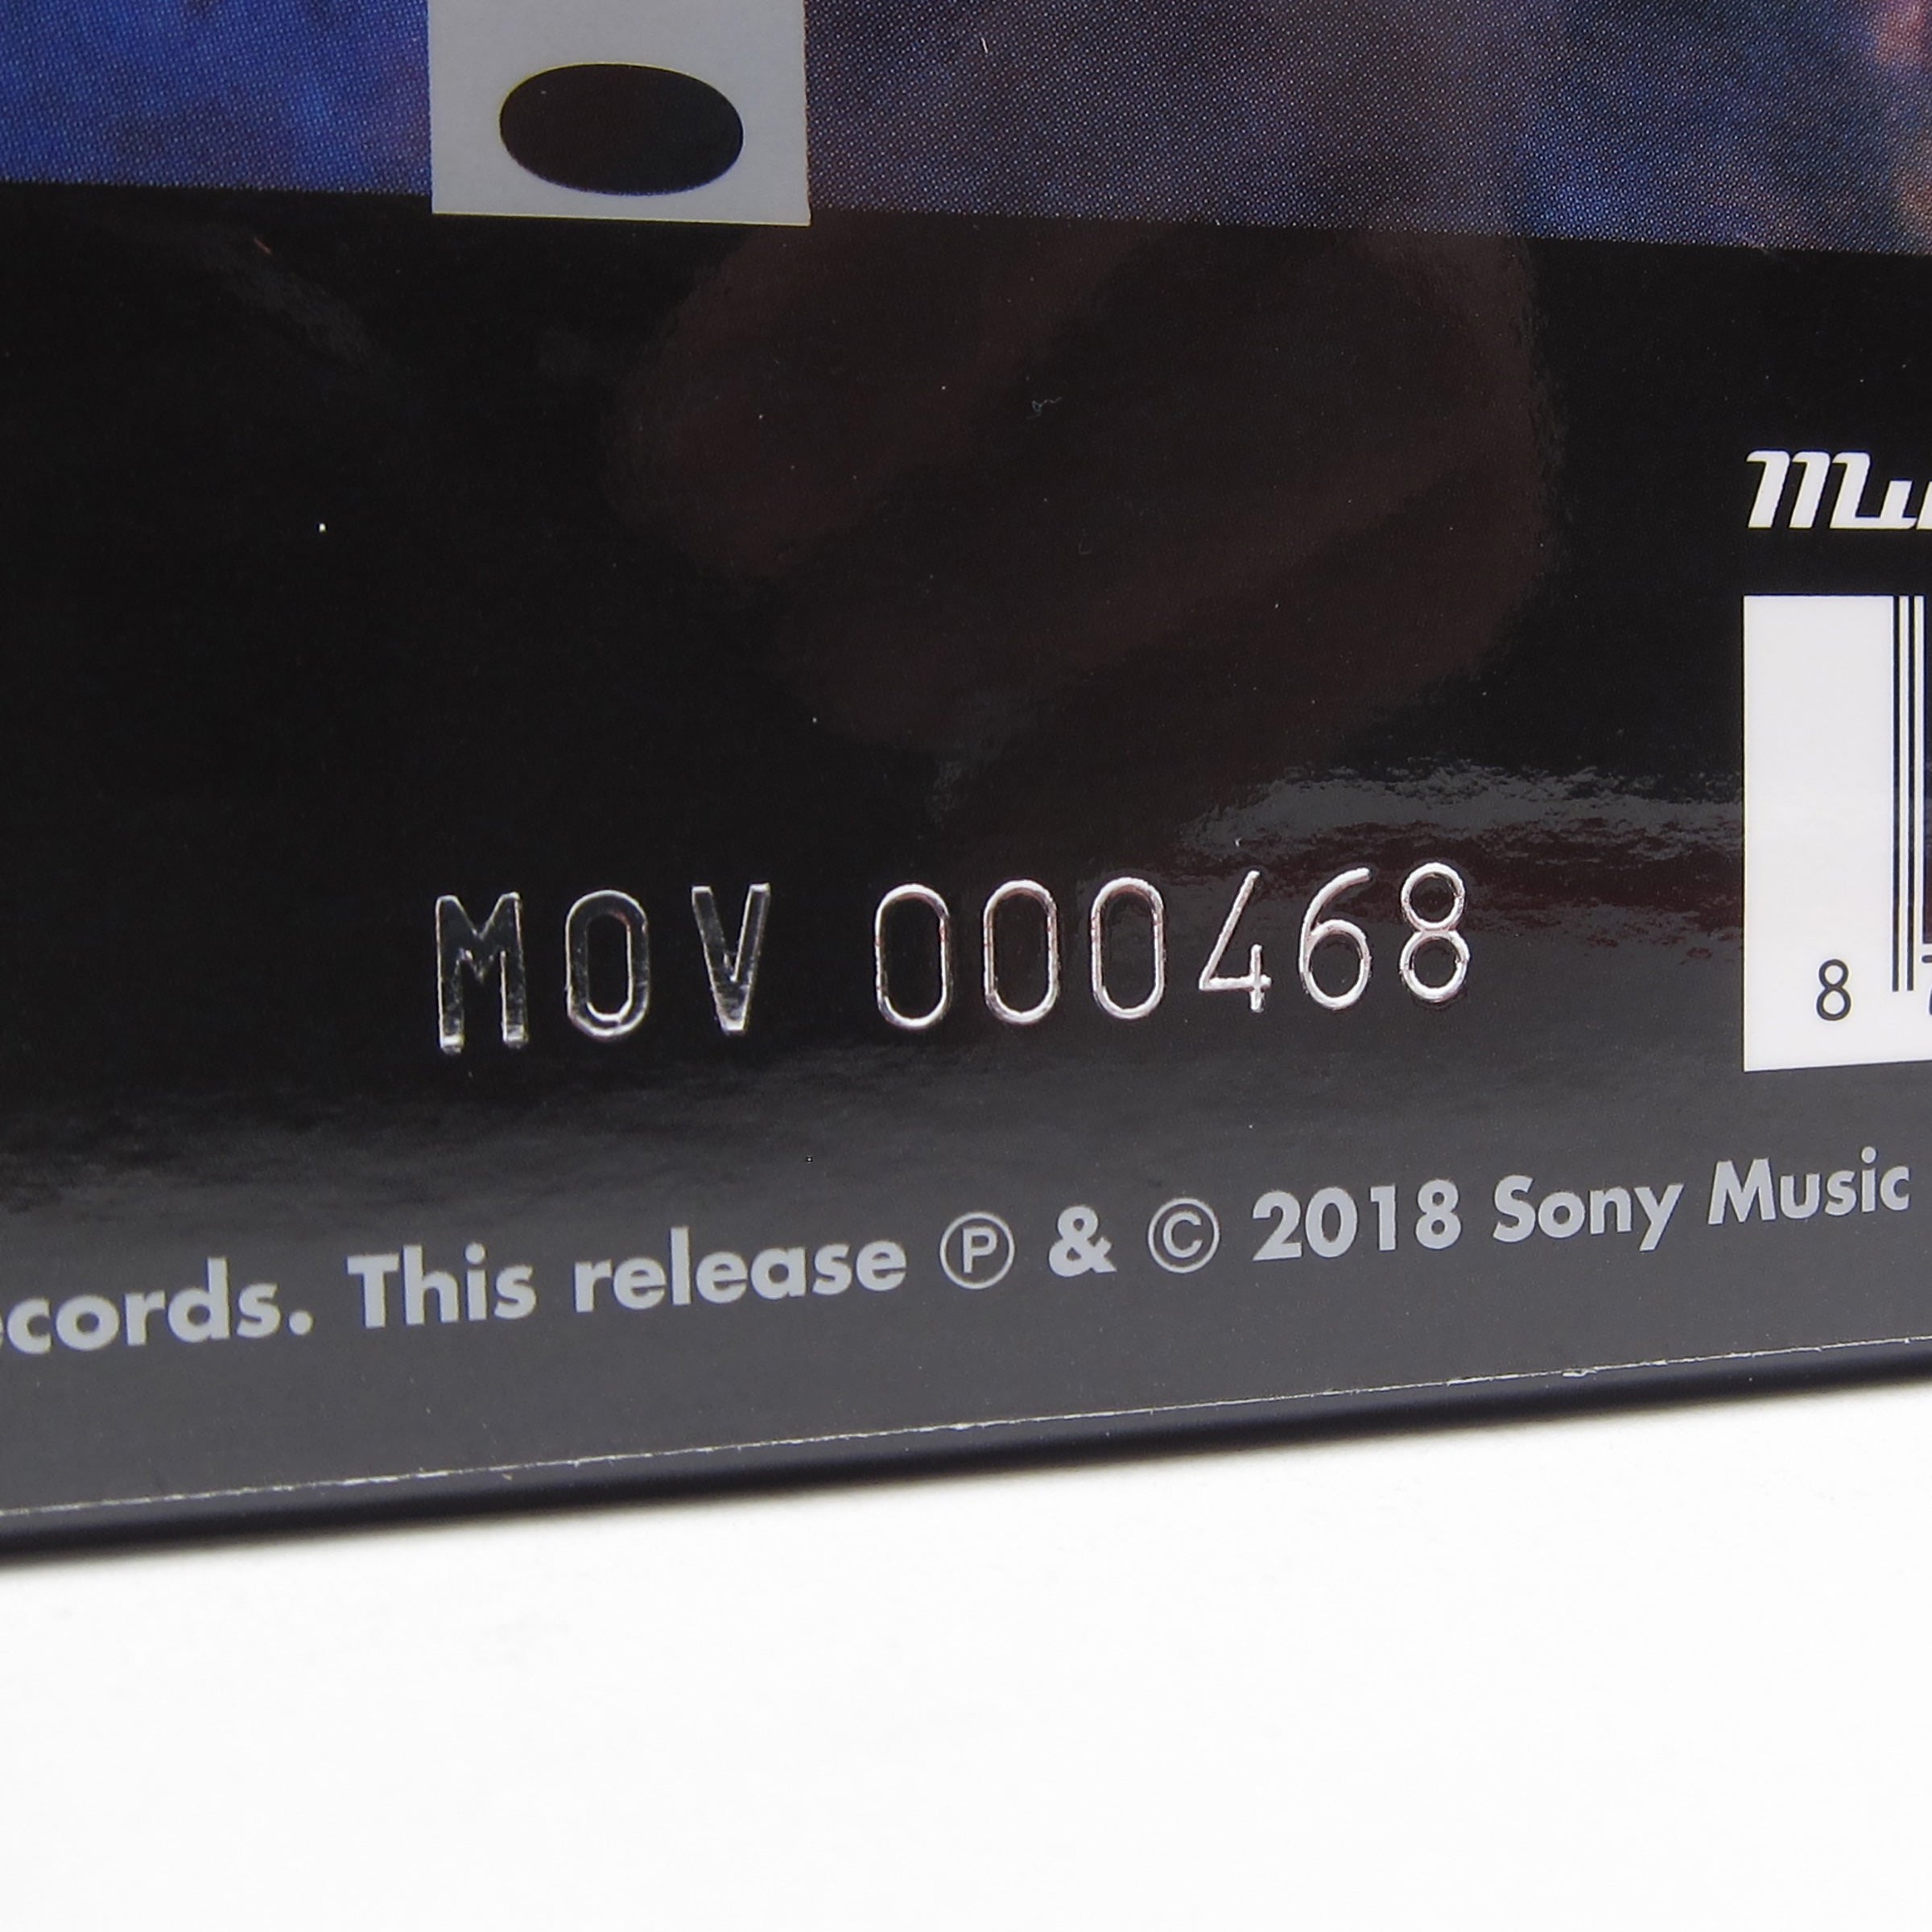 MOV 000468
8
ecords. This release Ⓟ & © 2018 Sony Music